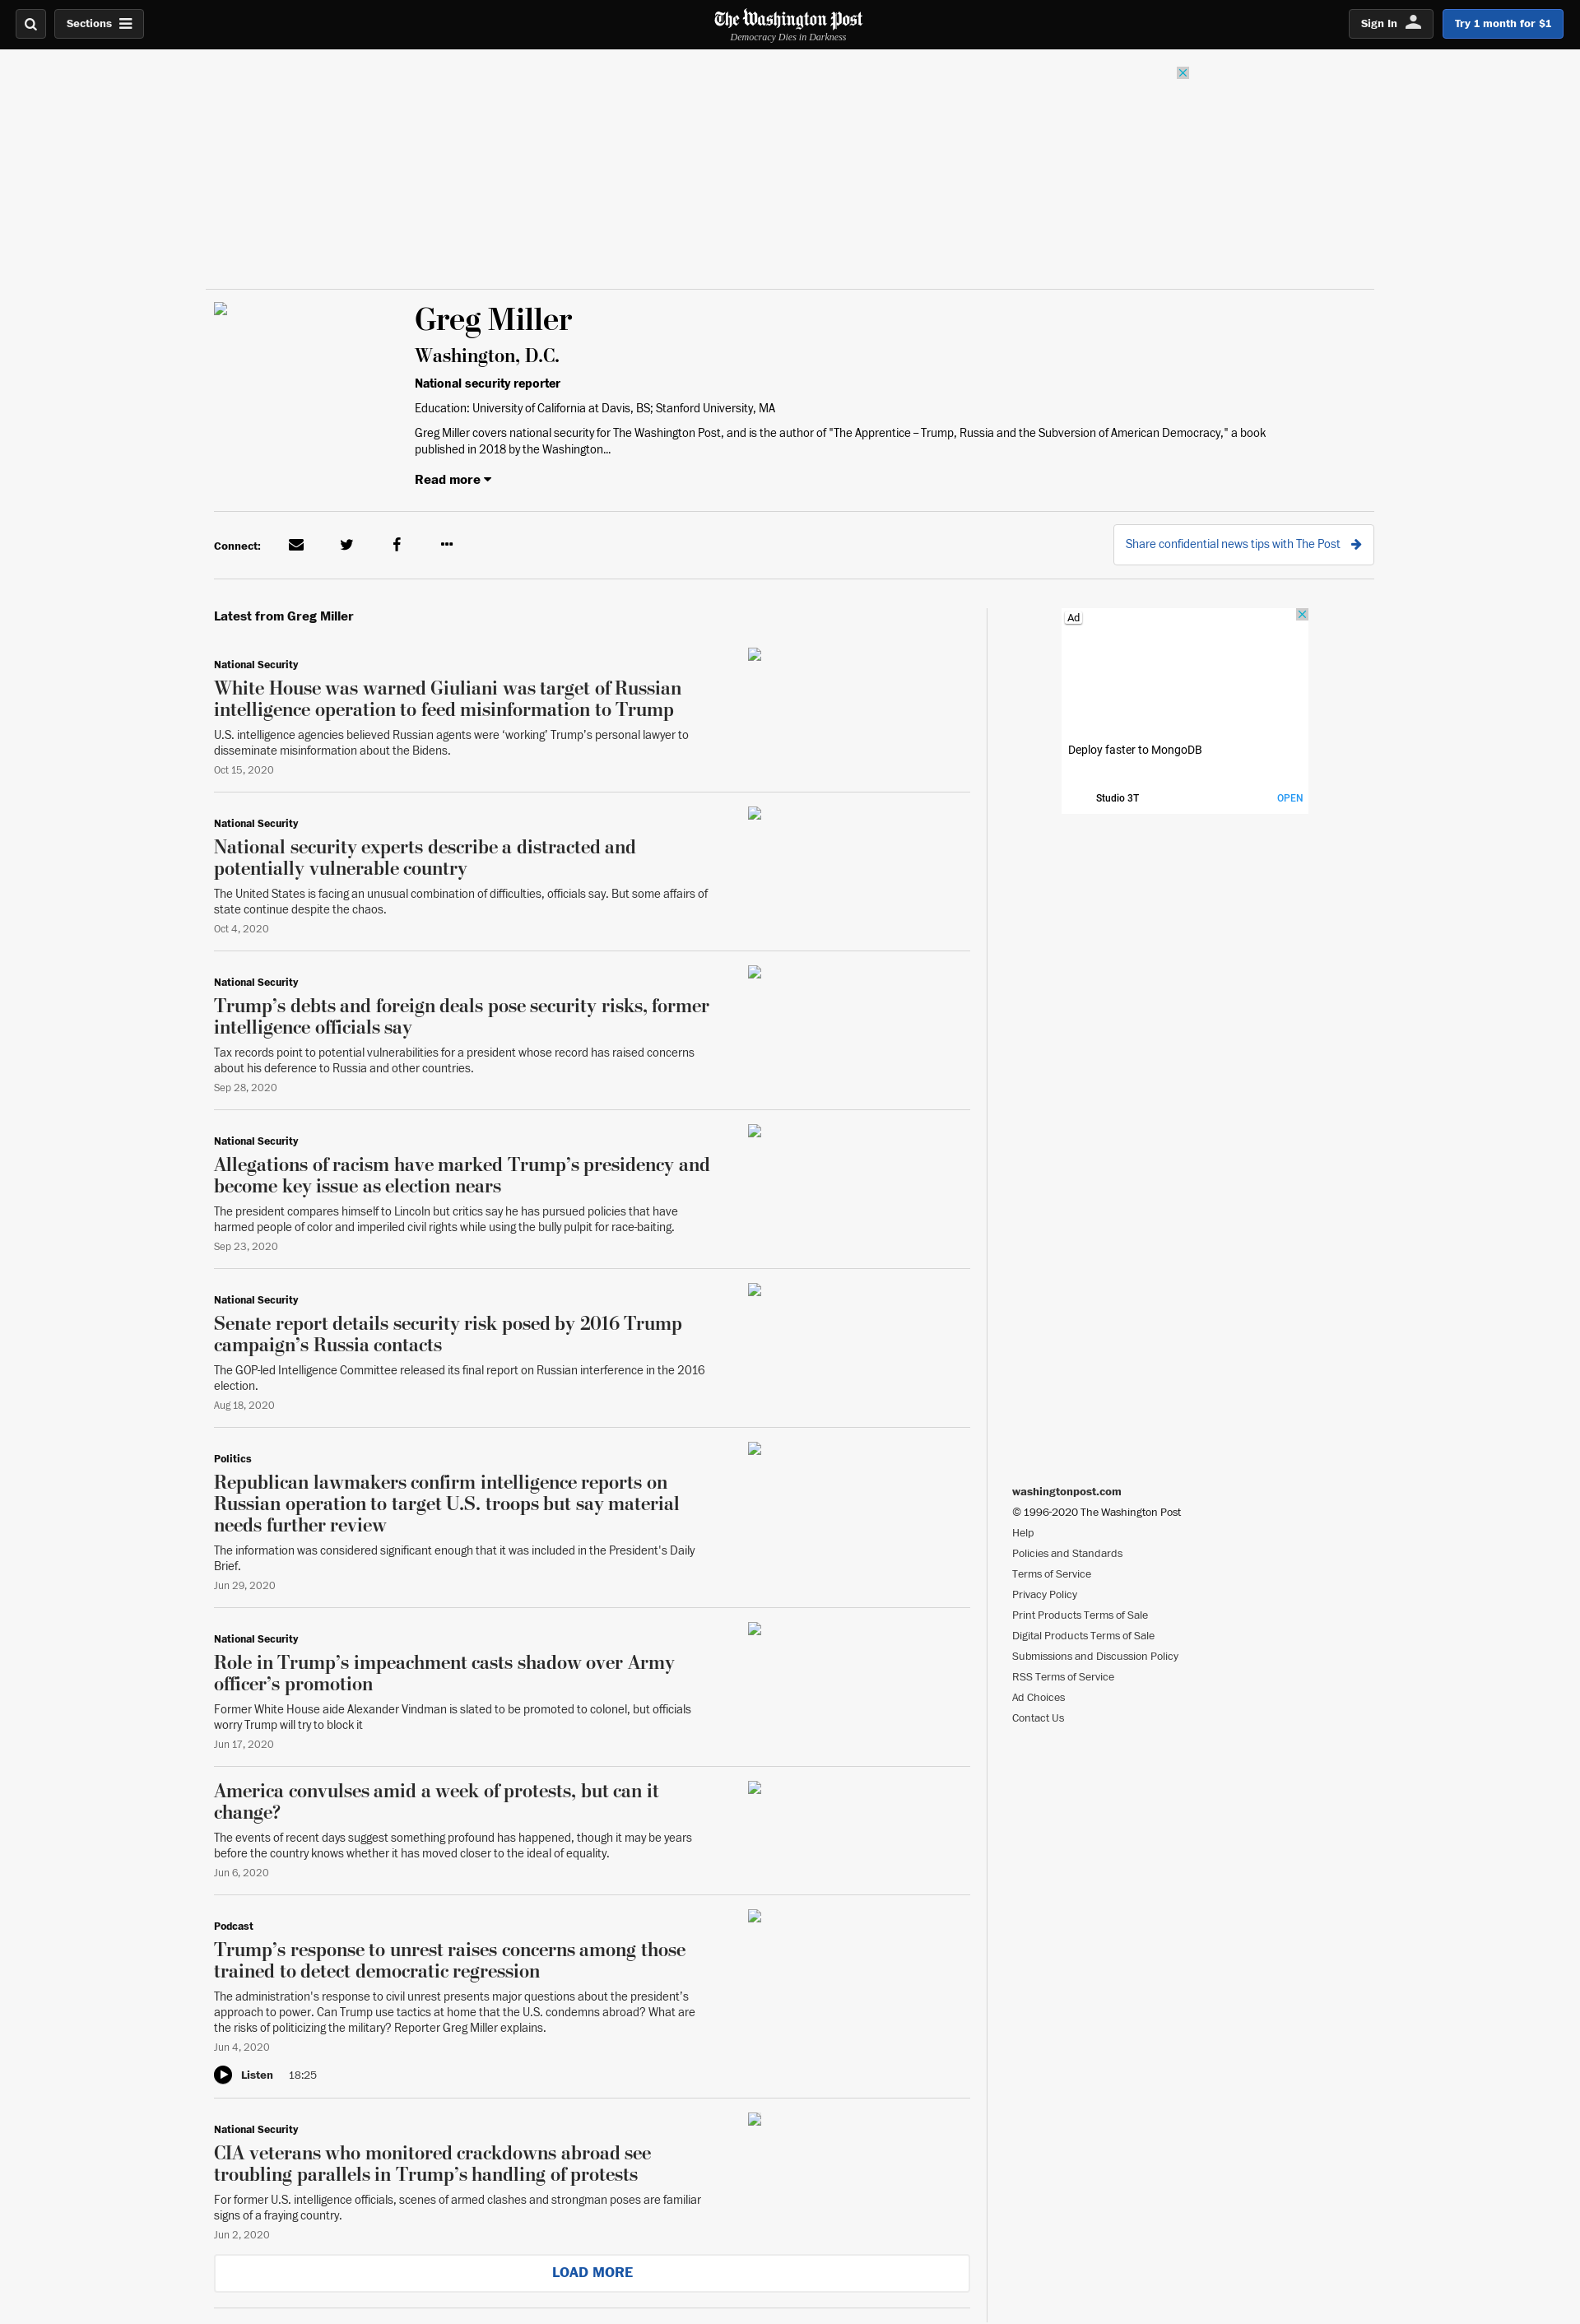 Sections
The Washington Post
Democracy Dies in Darkness
Sign In
Try 1 month for $1
Greg Miller
Washington, D.C.
National security reporter
Education: University of California at Davis, BS; Stanford University, MA
Greg Miller covers national security for The Washington Post, and is the author of "The Apprentice – Trump, Russia and the Subversion of American Democracy," a book
published in 2018 by the Washington...
Read more
Connect:
Share confidential news tips with The Post
Latest from Greg Miller
National Security
White House was warned Giuliani was target of Russian
intelligence operation to feed misinformation to Trump
U.S. intelligence agencies believed Russian agents were ‘working’ Trump’s personal lawyer to
disseminate misinformation about the Bidens.
Oct 15, 2020
National Security
National security experts describe a distracted and
potentially vulnerable country
The United States is facing an unusual combination of difficulties, officials say. But some affairs of
state continue despite the chaos.
Oct 4, 2020
National Security
Trump’s debts and foreign deals pose security risks, former
intelligence officials say
Tax records point to potential vulnerabilities for a president whose record has raised concerns
about his deference to Russia and other countries.
Sep 28, 2020
National Security
Allegations of racism have marked Trump’s presidency and
become key issue as election nears
The president compares himself to Lincoln but critics say he has pursued policies that have
harmed people of color and imperiled civil rights while using the bully pulpit for race-baiting.
Sep 23, 2020
National Security
Senate report details security risk posed by 2016 Trump
campaign’s Russia contacts
The GOP-led Intelligence Committee released its final report on Russian interference in the 2016
election.
Aug 18, 2020
Politics
Republican lawmakers confirm intelligence reports on
Russian operation to target U.S. troops but say material
needs further review
The information was considered significant enough that it was included in the President's Daily
Brief.
Jun 29, 2020
National Security
Role in Trump’s impeachment casts shadow over Army
officer’s promotion
Former White House aide Alexander Vindman is slated to be promoted to colonel, but officials
worry Trump will try to block it
Jun 17, 2020
America convulses amid a week of protests, but can it
change?
The events of recent days suggest something profound has happened, though it may be years
before the country knows whether it has moved closer to the ideal of equality.
Jun 6, 2020
Podcast
Trump’s response to unrest raises concerns among those
trained to detect democratic regression
The administration's response to civil unrest presents major questions about the president's
approach to power. Can Trump use tactics at home that the U.S. condemns abroad? What are
the risks of politicizing the military? Reporter Greg Miller explains.
Jun 4, 2020
Listen 18:25
National Security
CIA veterans who monitored crackdowns abroad see
troubling parallels in Trump’s handling of protests
For former U.S. intelligence officials, scenes of armed clashes and strongman poses are familiar
signs of a fraying country.
Jun 2, 2020
LOAD MORE
Ad
Deploy faster to MongoDB
Studio 3T
OPEN
washingtonpost.com
© 1996-2020 The Washington Post
Help
Policies and Standards
Terms of Service
Privacy Policy
Print Products Terms of Sale
Digital Products Terms of Sale
Submissions and Discussion Policy
RSS Terms of Service
Ad Choices
Contact Us